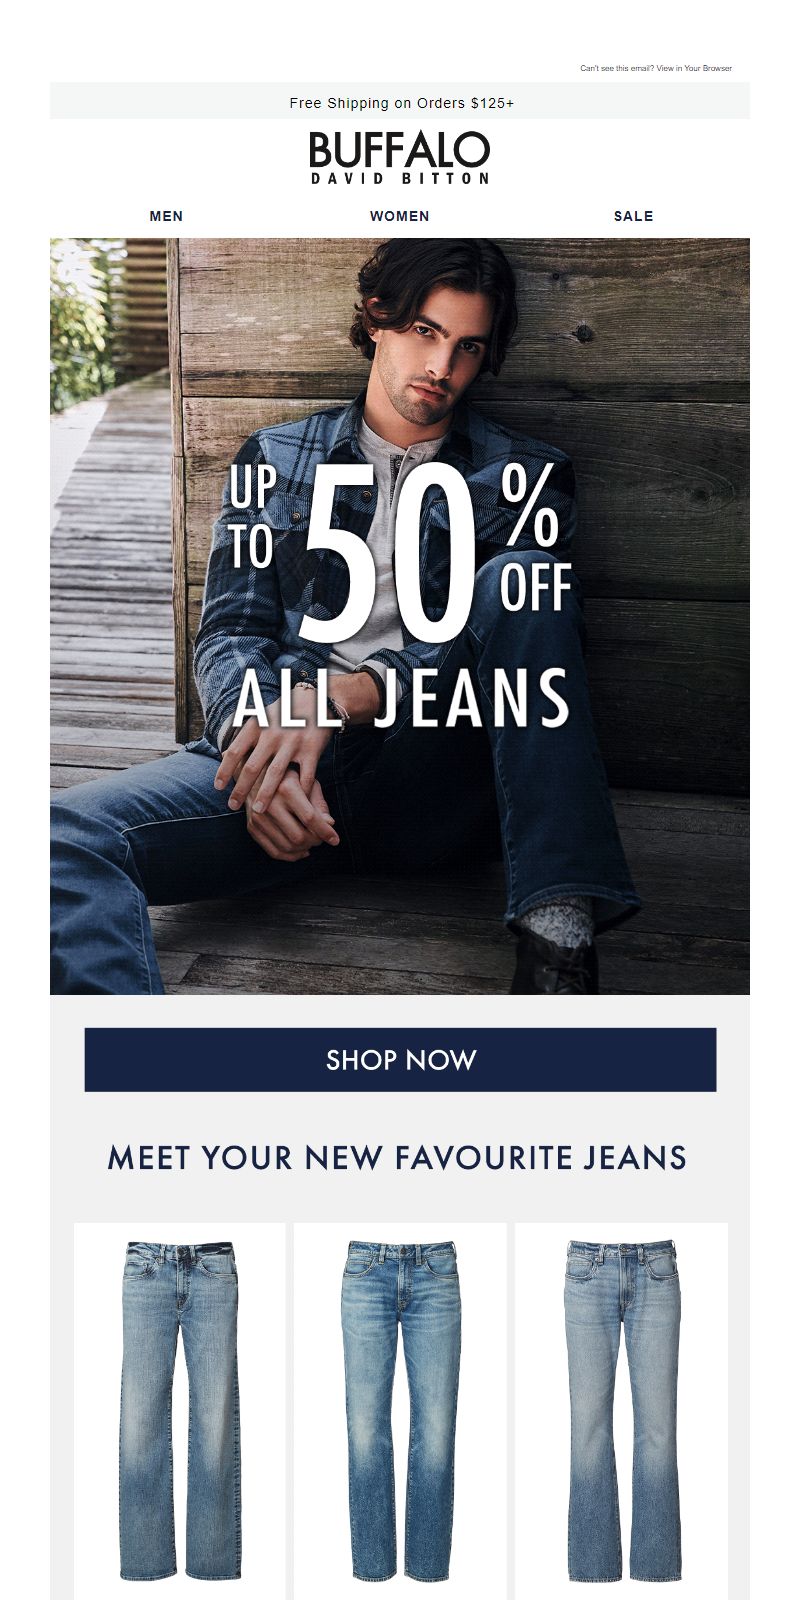 Can't see this email? View in Your Browser
Free Shipping on Orders $125+
BUFFALO
DAVID BITTON
MEN WOMEN SALE
UP TO 50% OFF
ALL JEANS
SHOP NOW
MEET YOUR NEW FAVOURITE JEANS